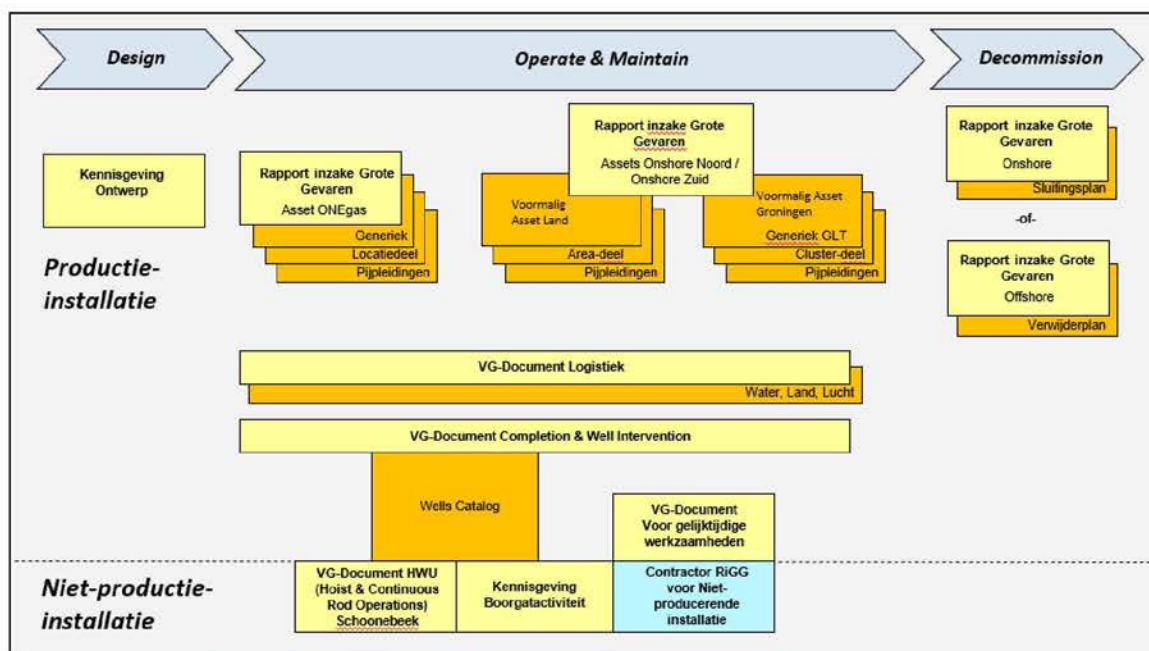 Design
Operate & Maintain
Decommission
Kennisgeving
Ontwerp
Rapport inzake Grote
Gevaren
Asset ONEgas
Generiek
Locatiedeel
Pijpleidingen
Rapport inzake Grote
Gevaren
Assets Onshore Noord /
Onshore Zuid
Voormalig
Asset Land
Area-deel
Pijpleidingen
Voormalig Asset
Groningen
Generiek GLT
Cluster-deel
Pijpleidingen
Rapport inzake Grote
Gevaren
Onshore
Sluitingsplan
-of-
Rapport inzake Grote
Gevaren
Offshore
Verwijderplan
Productie-
installatie
VG-Document Logistiek
Water, Land, Lucht
VG-Document Completion & Well Intervention
Wells Catalog
VG-Document
Voor gelijktijdige
werkzaamheden
Niet-productie-
installatie
VG-Document HWU
(Hoist & Continuous
Rod Operations)
Schoonebeek
Kennisgeving
Boorgatactiviteit
Contractor RiGG
voor Niet-
producerende
installatie